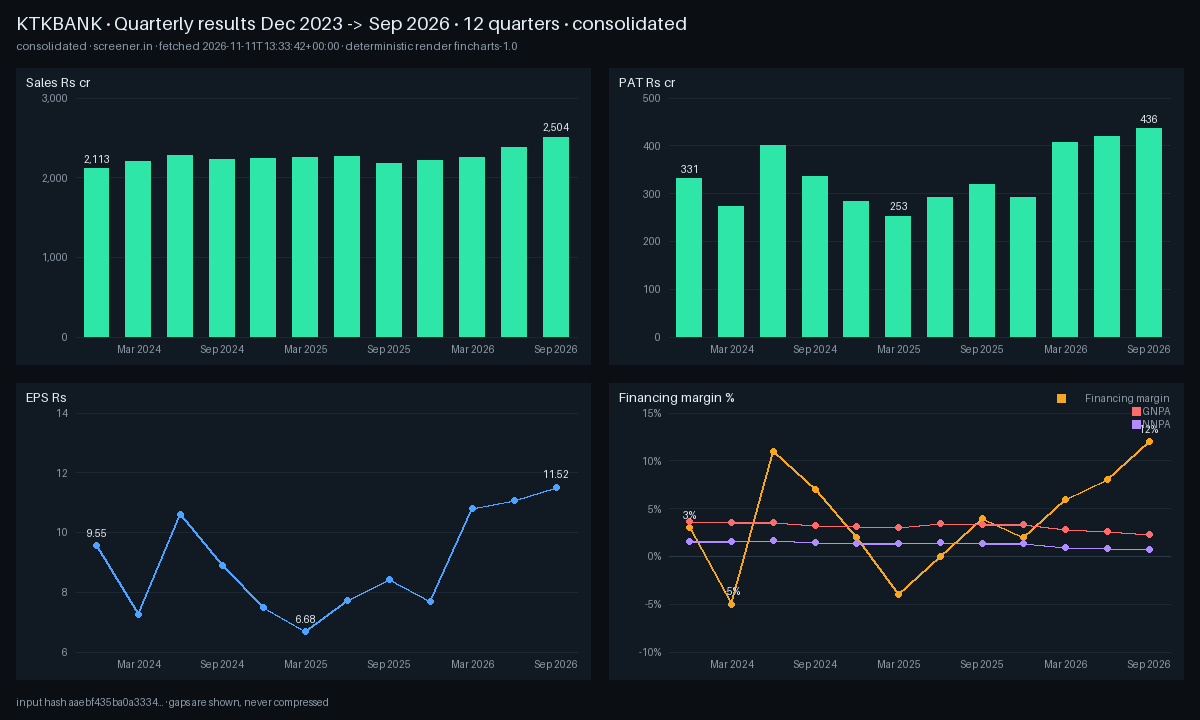 KTKBANK · Quarterly results Dec 2023 -> Sep 2026 · 12 quarters · consolidated
consolidated · screener.in · fetched 2026-11-11T13:33:42+00:00 · deterministic render fincharts-1.0
Sales Rs cr
3,000
2,000
1,000
0
2,113
2,504
Mar 2024 Sep 2024 Mar 2025 Sep 2025 Mar 2026 Sep 2026
PAT Rs cr
500
400
300
200
100
0
331
253
436
Mar 2024 Sep 2024 Mar 2025 Sep 2025 Mar 2026 Sep 2026
EPS Rs
14
12
10
8
6
9.55
6.68
11.52
Mar 2024 Sep 2024 Mar 2025 Sep 2025 Mar 2026 Sep 2026
Financing margin %
Financing margin
GNPA
NNPA
15%
10%
5%
0%
-5%
-10%
3%
-5%
12%
Mar 2024 Sep 2024 Mar 2025 Sep 2025 Mar 2026 Sep 2026
input hash aaebf435ba0a3334… · gaps are shown, never compressed